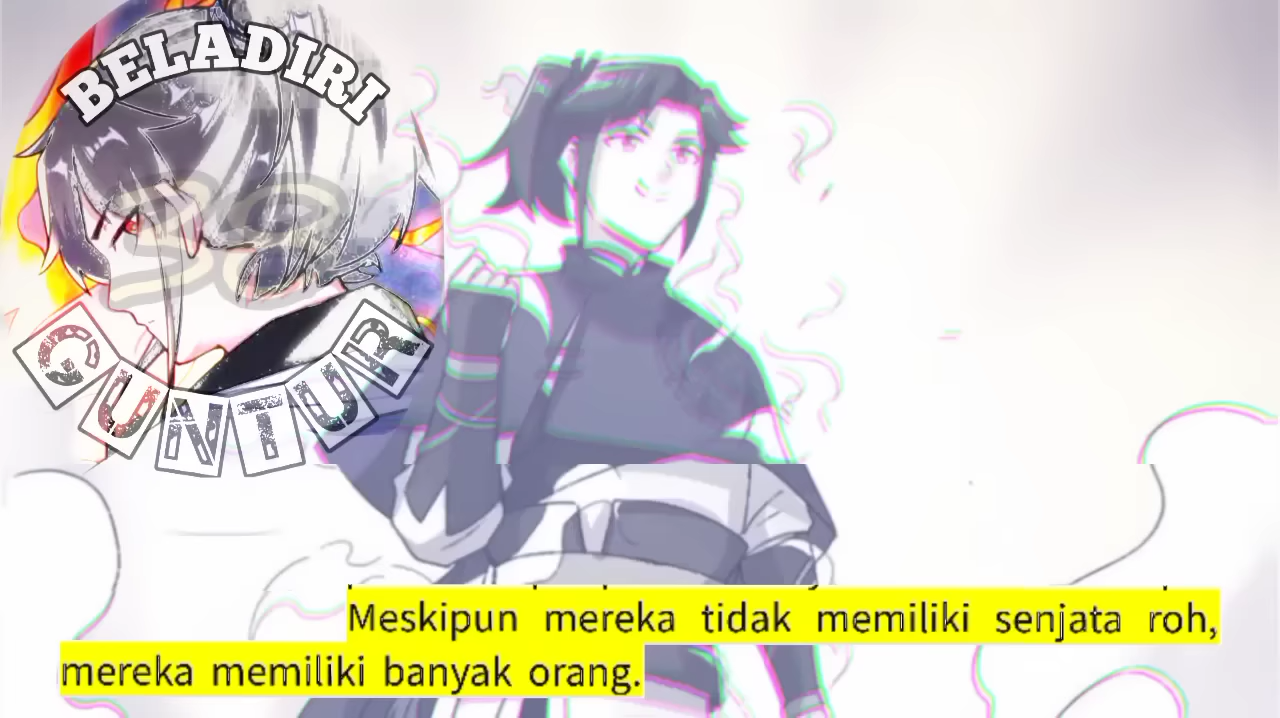 BELADIRI
GUNTUR
Meskipun mereka tidak memiliki senjata roh,
mereka memiliki banyak orang.